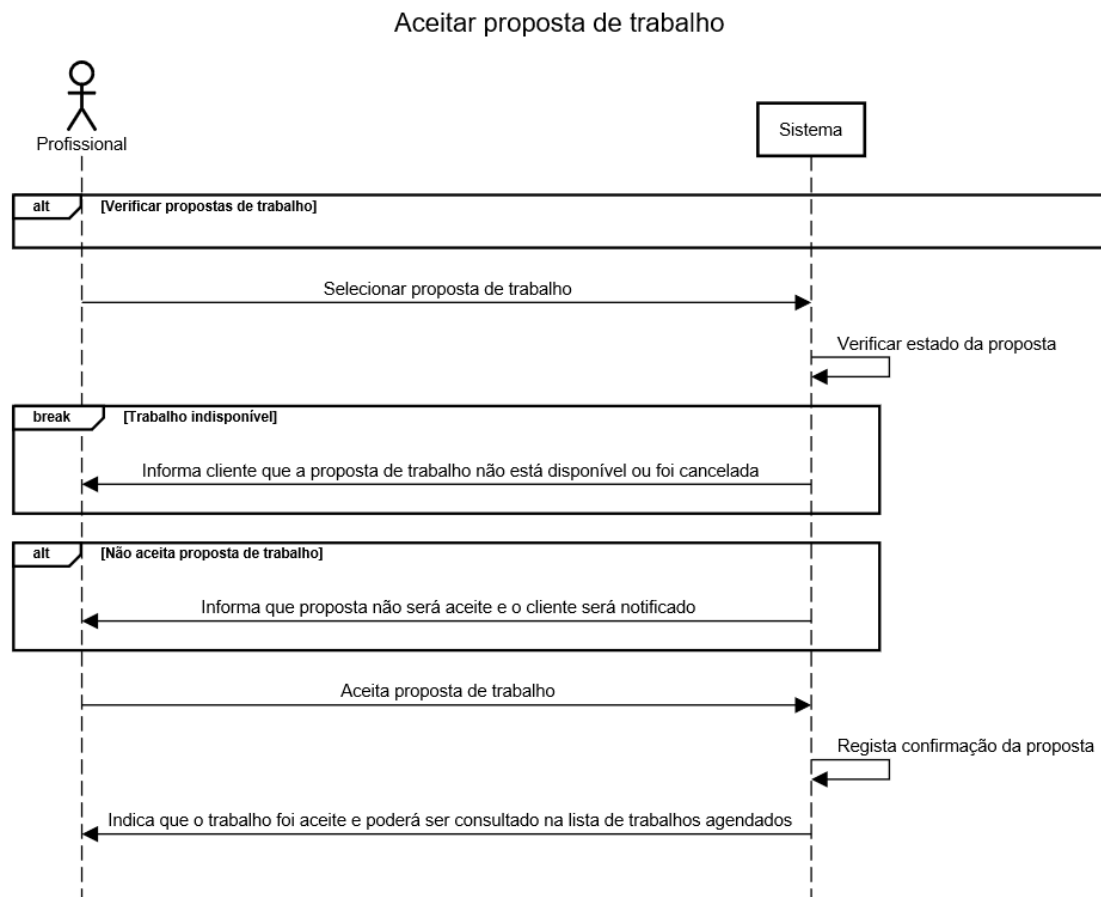 Aceitar proposta de trabalho
Profissional
Sistema
alt [Verificar propostas de trabalho]
Selecionar proposta de trabalho
Verificar estado da proposta
break [Trabalho indisponível]
Informa cliente que a proposta de trabalho não está disponível ou foi cancelada
alt [Não aceita proposta de trabalho]
Informa que proposta não será aceite e o cliente será notificado
Aceita proposta de trabalho
Regista confirmação da proposta
Indica que o trabalho foi aceite e poderá ser consultado na lista de trabalhos agendados